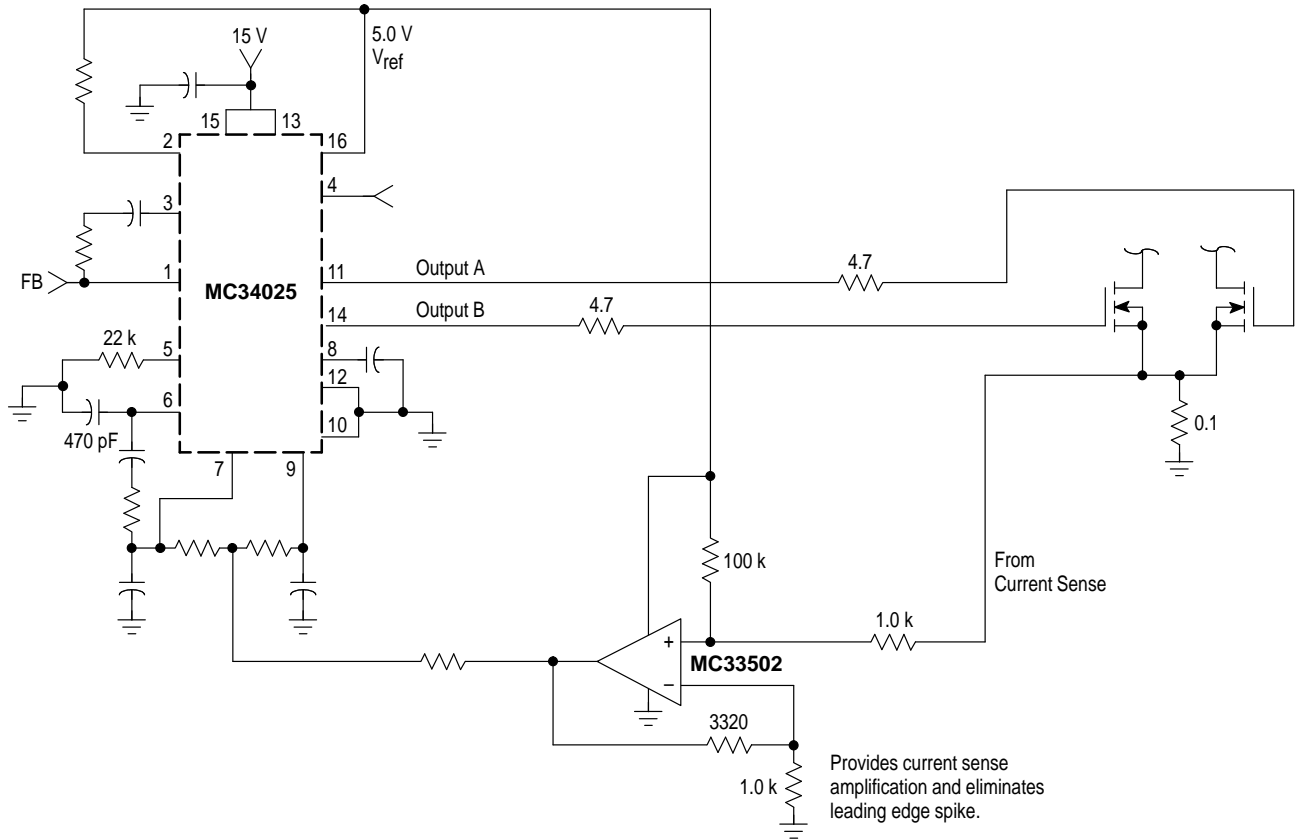 15 V
5.0 V
Vref
15
13
2
16
4
3
FB
1
MC34025
11
Output A
4.7
14
Output B
4.7
22 k
5
8
12
6
10
470 pF
7
9
0.1
100 k
From
Current Sense
1.0 k
+
MC33502
−
3320
1.0 k
Provides current sense
amplification and eliminates
leading edge spike.